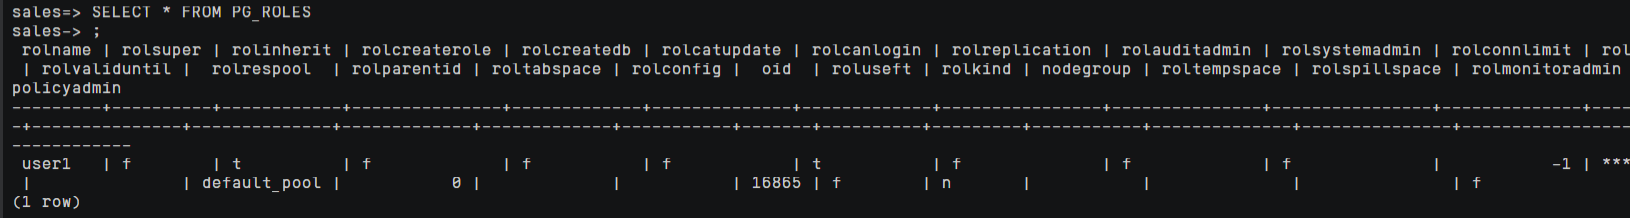 sales=> SELECT * FROM PG_ROLES
sales-> ;
 rolname | rolsuper | rolinherit | rolcreaterole | rolcreatedb | rolcatupdate | rolcanlogin | rolreplication | rolauditadmin | rolsystemadmin | rolconnlimit | rol
 | rolvaliduntil |  rolrespool  | rolparentid | roltabspace | rolconfig |  oid  | roluseft | rolkind | nodegroup | roltempspace | rolspillspace | rolmonitoradmin
policyadmin
---------+----------+------------+---------------+-------------+--------------+-------------+----------------+---------------+----------------+--------------+----
-+---------------+--------------+-------------+-------------+-----------+-------+----------+---------+-----------+--------------+---------------+-----------------
------------
 user1   | f        | t          | f             | f           | f            | t           | f              | f             | f              |           -1 | ***
 |               | default_pool |           0 |             |           | 16865 | f        | n       |           |              |               | f
(1 row)